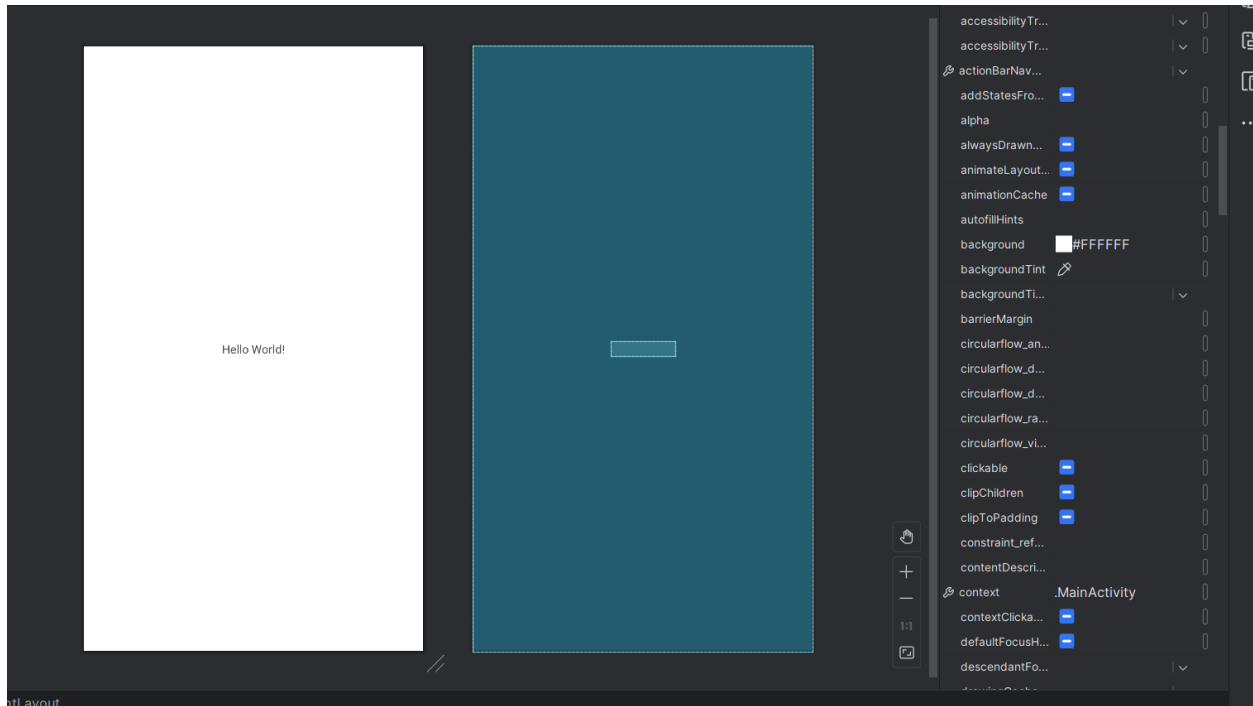 Hello World!
1:1
accessibilityTr...
accessibilityTr...
actionBarNav...
addStatesFro...
alpha
alwaysDrawn...
animateLayout...
animationCache
autofillHints
background #FFFFFF
backgroundTint
backgroundTi...
barrierMargin
circularflow_an...
circularflow_d...
circularflow_d...
circularflow_ra...
circularflow_vi...
clickable
clipChildren
clipToPadding
constraint_ref...
contentDescri...
context .MainActivity
contextClicka...
defaultFocusH...
descendantFo...
ntLayout